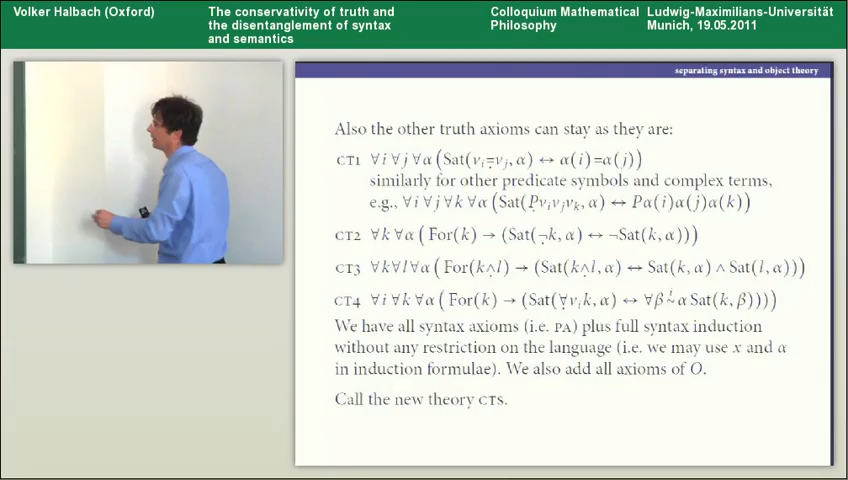 Volker Halbach (Oxford)
The conservativity of truth and
the disentanglement of syntax
and semantics
Colloquium Mathematical
Philosophy
Ludwig-Maximilians-Universität
Munich, 19.05.2011
separating syntax and object theory
Also the other truth axioms can stay as they are:
CT1 ∀i∀j∀α(Sat(vᵢ=̣vⱼ, α) ↔ α(i)=α(j))
similarly for other predicate symbols and complex terms,
e.g., ∀i∀j∀k∀α(Sat(P̣vᵢvⱼvₖ, α) ↔ Pα(i)α(j)α(k))
CT2 ∀k∀α(For(k) → (Sat(¬̣k, α) ↔ ¬Sat(k, α)))
CT3 ∀k∀l∀α(For(k∧̣l) → (Sat(k∧̣l, α) ↔ Sat(k, α) ∧ Sat(l, α)))
CT4 ∀i∀k∀α(For(k) → (Sat(∀̣vᵢk, α) ↔ ∀β ~ⁱ α Sat(k, β))))
We have all syntax axioms (i.e. PA) plus full syntax induction
without any restriction on the language (i.e. we may use x and α
in induction formulae). We also add all axioms of O.
Call the new theory CTS.